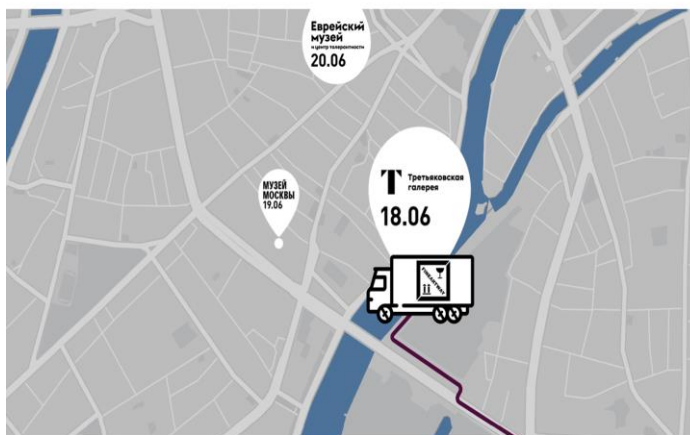 Еврейский
музей
и центр толерантности
20.06
Третьяковская
галерея
18.06
МУЗЕЙ
МОСКВЫ
19.06